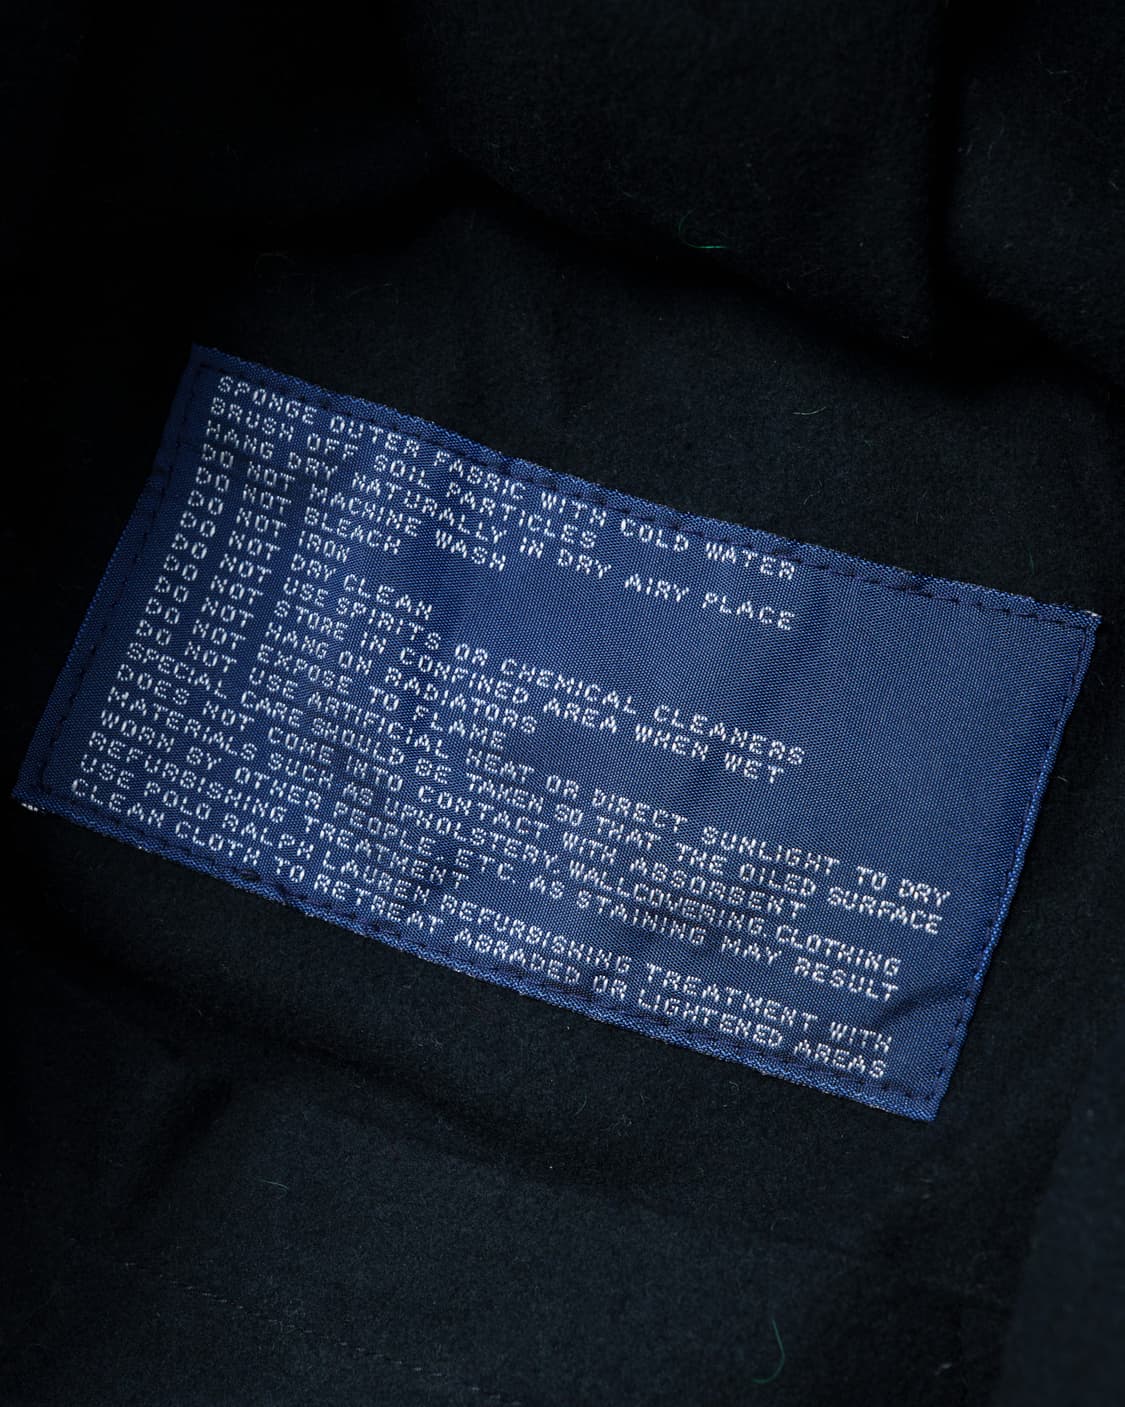 SPONGE OUTER FABRIC WITH COLD WATER
BRUSH OFF SOIL PARTICLES
HANG DRY NATURALLY IN DRY AIRY PLACE
DO NOT MACHINE WASH
DO NOT BLEACH
DO NOT IRON
DO NOT DRY CLEAN
DO NOT USE SPIRITS OR CHEMICAL CLEANERS
DO NOT STORE IN CONFINED AREA WHEN WET
DO NOT HANG ON RADIATORS
DO NOT EXPOSE TO FLAME
DO NOT USE ARTIFICIAL HEAT OR DIRECT SUNLIGHT TO DRY
SPECIAL CARE SHOULD BE TAKEN SO THAT THE OILED SURFACE
DOES NOT COME INTO CONTACT WITH ASSORBENT
MATERIALS SUCH AS UPHOLSTERY, WALLCOWERING, CLOTHING
WORN BY OTHER PEOPLE, ETC. AS STAINING MAY RESULT
REFURBISHING TREATMENT
USE POLO RALPH LAUREN REFURBISHING TREATMENT WITH
CLEAN CLOTH TO RETREAT ABRADED OR LIGHTENED AREAS